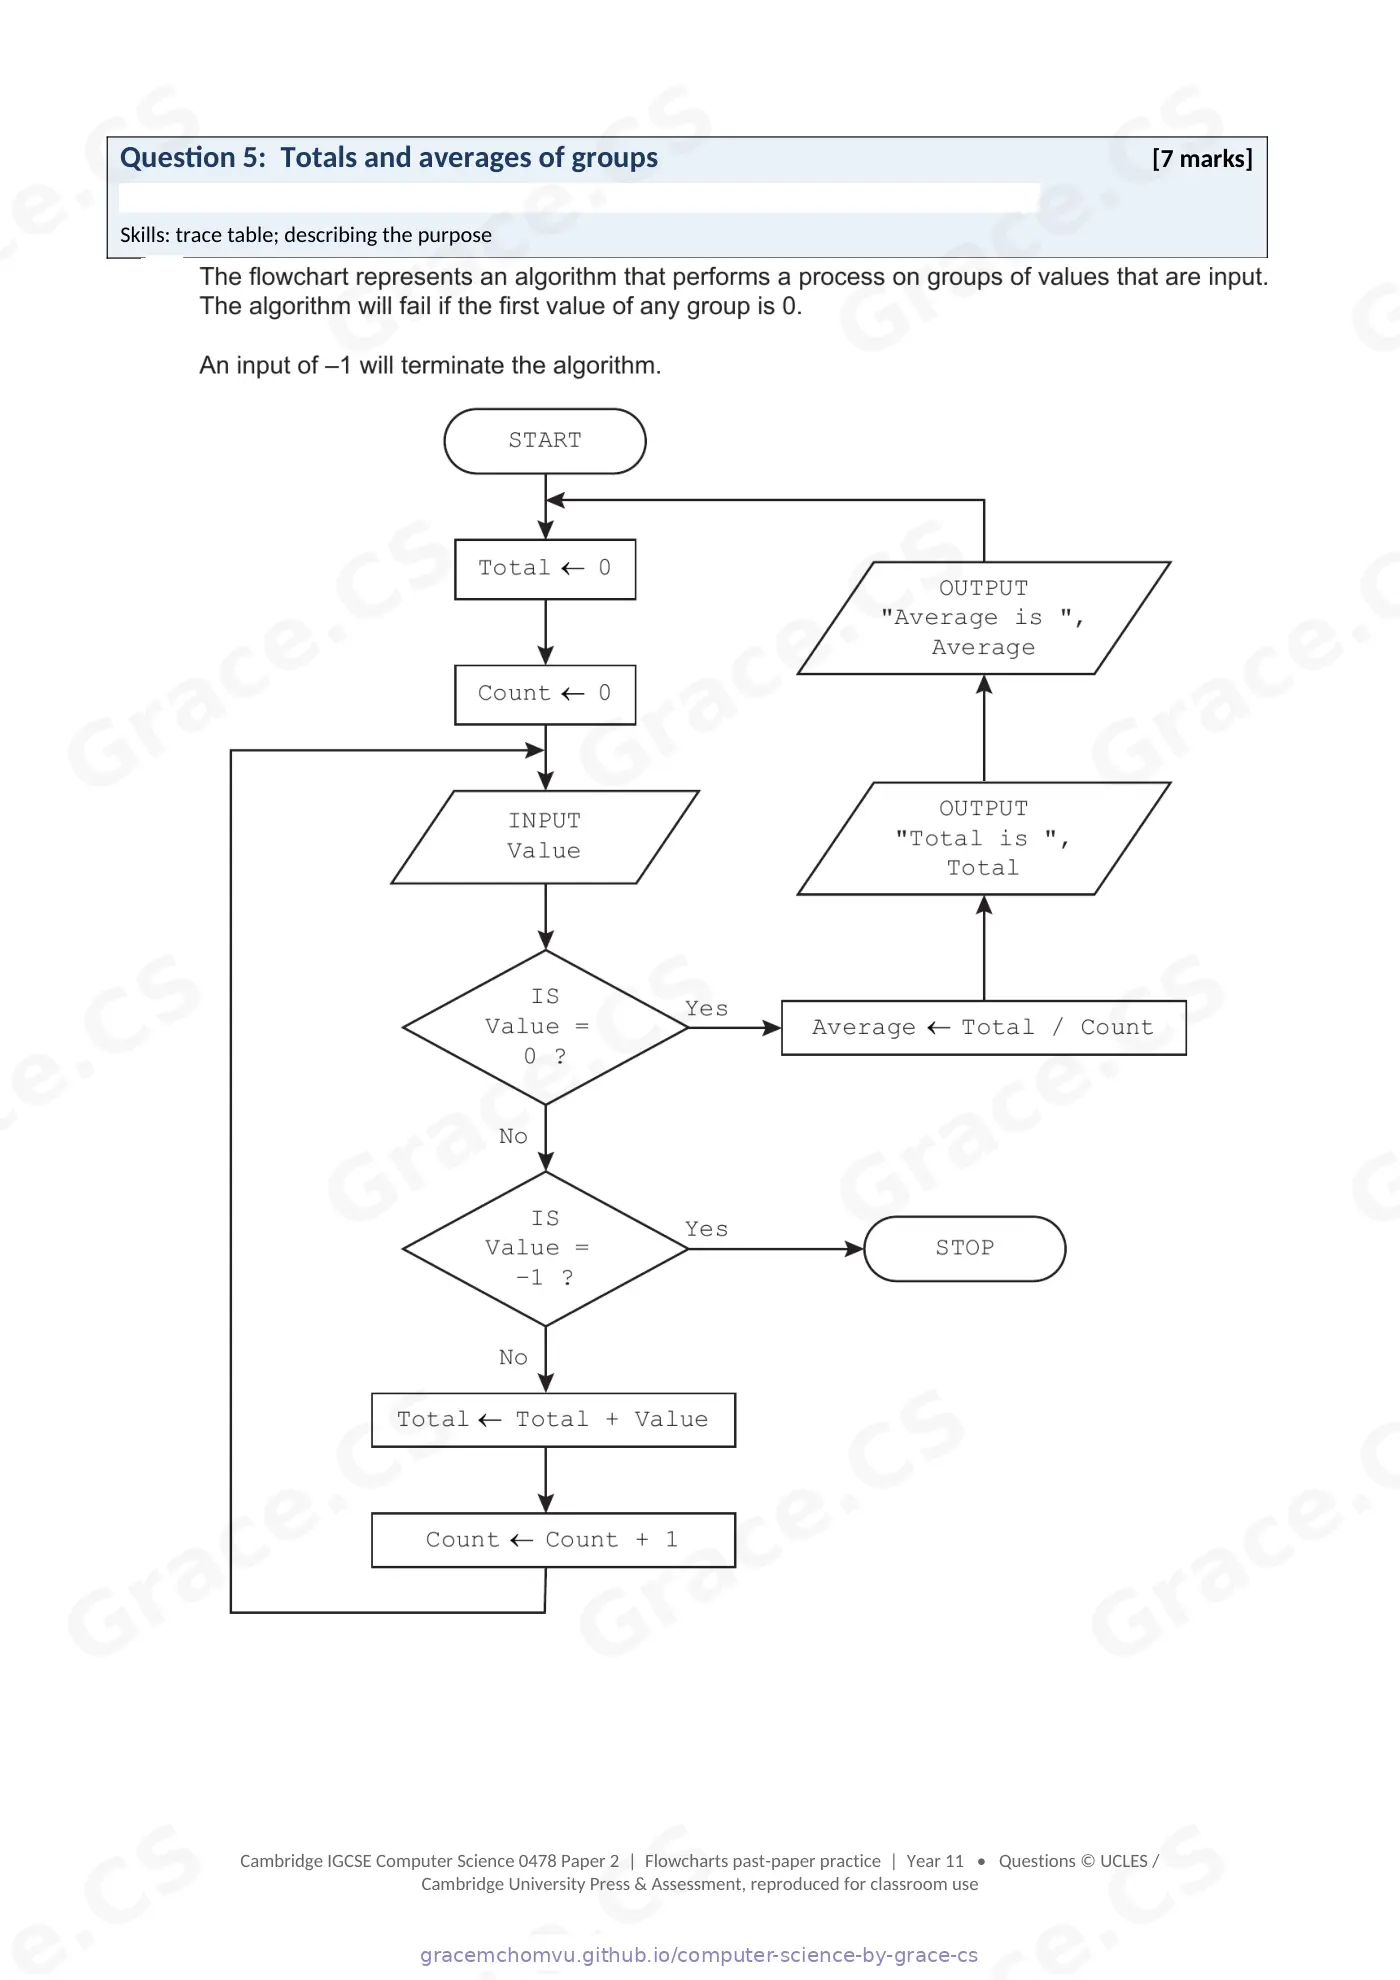 Question 5:  Totals and averages of groups [7 marks]
Skills: trace table; describing the purpose
The flowchart represents an algorithm that performs a process on groups of values that are input.
The algorithm will fail if the first value of any group is 0.
An input of –1 will terminate the algorithm.
START
Total ← 0
Count ← 0
INPUT
Value
IS
Value =
0 ?
Yes
No
Average ← Total / Count
OUTPUT
"Total is ",
Total
OUTPUT
"Average is ",
Average
IS
Value =
–1 ?
Yes
STOP
No
Total ← Total + Value
Count ← Count + 1
Cambridge IGCSE Computer Science 0478 Paper 2 | Flowcharts past-paper practice | Year 11 • Questions © UCLES /
Cambridge University Press & Assessment, reproduced for classroom use
gracemchomvu.github.io/computer-science-by-grace-cs
Grace.CS